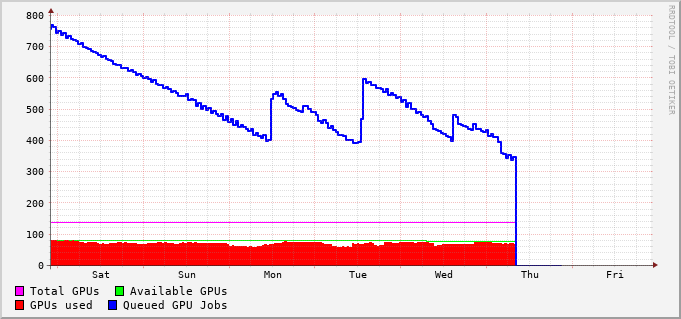 800
700
600
500
400
300
200
100
0
Sat Sun Mon Tue Wed Thu Fri
Total GPUs Available GPUs
GPUs used Queued GPU Jobs
RRDTOOL / TOBI OETIKER